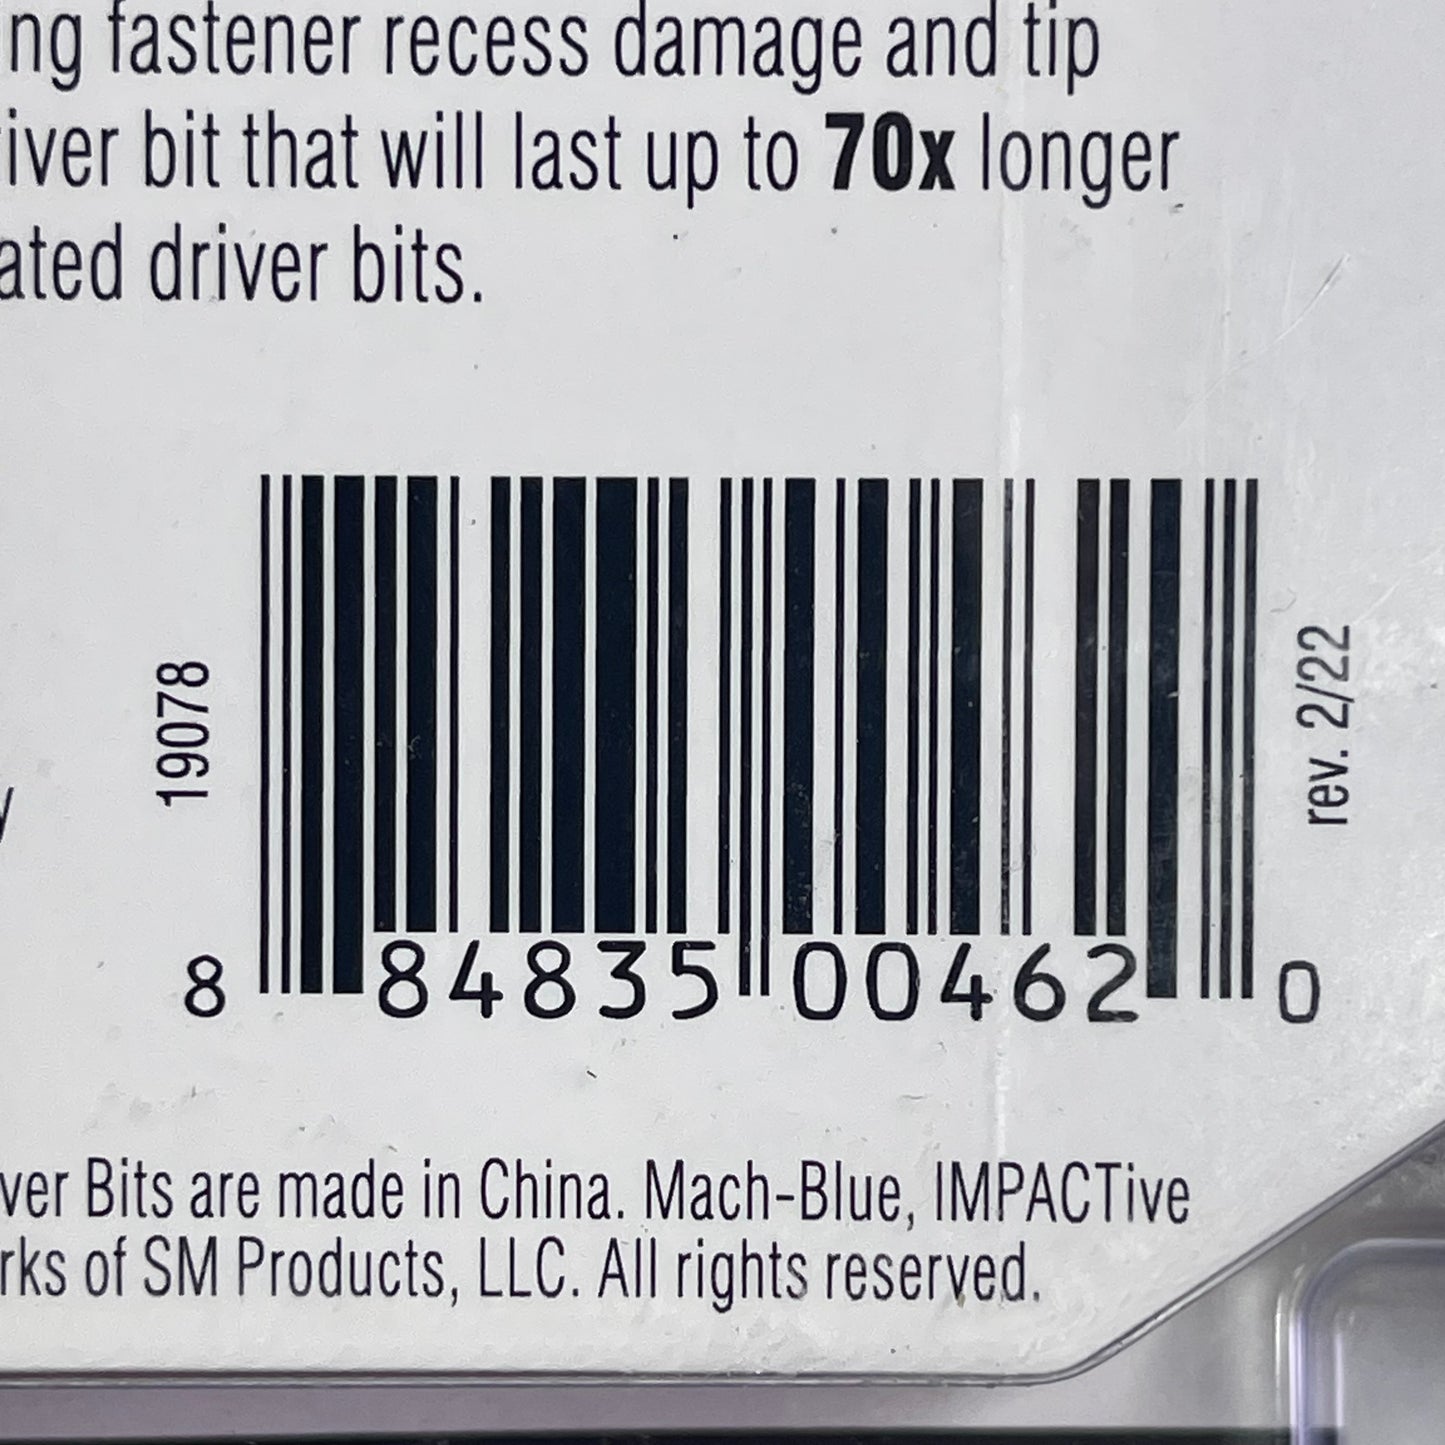 ng fastener recess damage and tip
iver bit that will last up to 70x longer
ated driver bits.
19078
rev. 2/22
y
8 84835 00462 0
ver Bits are made in China. Mach-Blue, IMPACTive
rks of SM Products, LLC. All rights reserved.